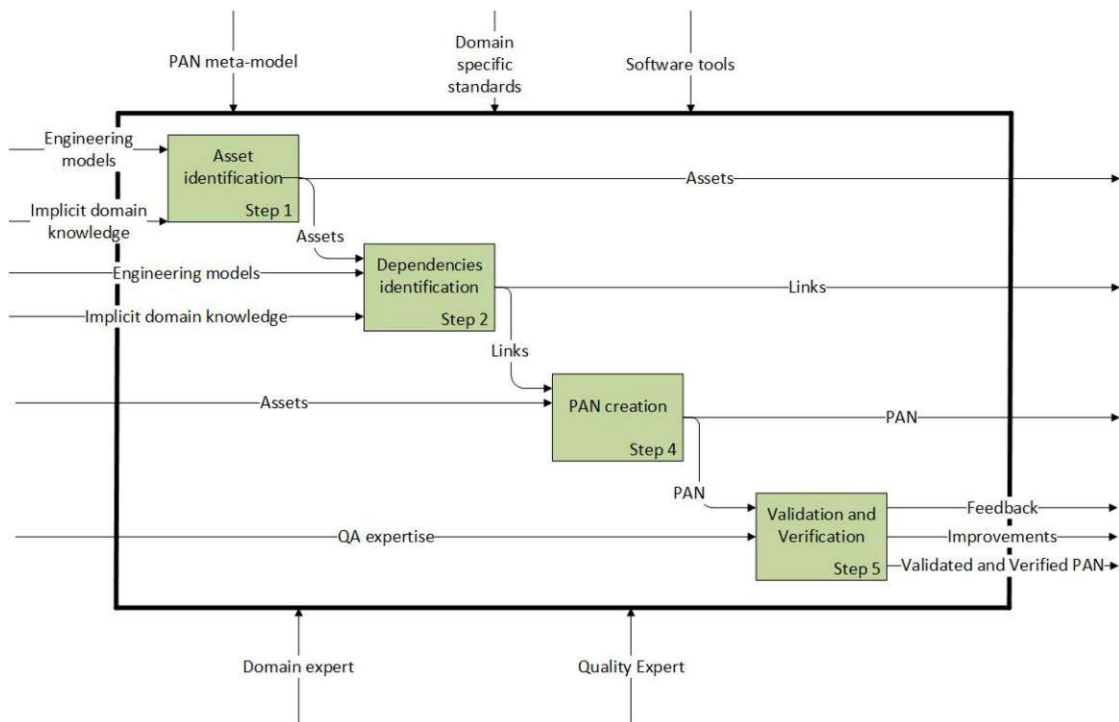 PAN meta-model
Domain
specific
standards
Software tools
Engineering
models
Asset
identification
Step 1
Assets
Implicit domain
knowledge
Assets
Engineering models
Dependencies
identification
Step 2
Links
Implicit domain knowledge
Links
Assets
PAN creation
Step 4
PAN
PAN
Validation and
Verification
Step 5
Feedback
QA expertise
Improvements
Validated and Verified PAN
Domain expert
Quality Expert